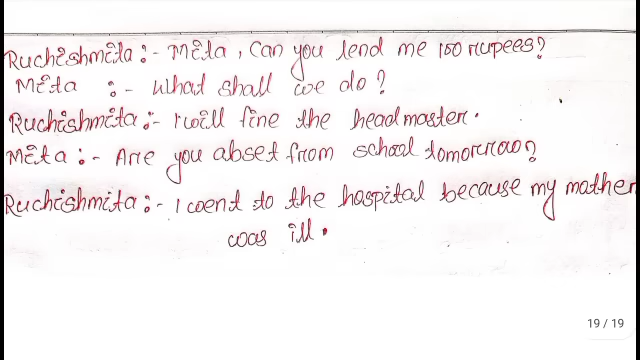 Ruchishmita:- Mita, Can you lend me 100 rupees?
Mita :- What shall we do?
Ruchishmita:- I will fine the headmaster.
Mita:- Are you abset from school tomorrow?
Ruchishmita:- I went to the hospital because my mother
was ill.
19 / 19